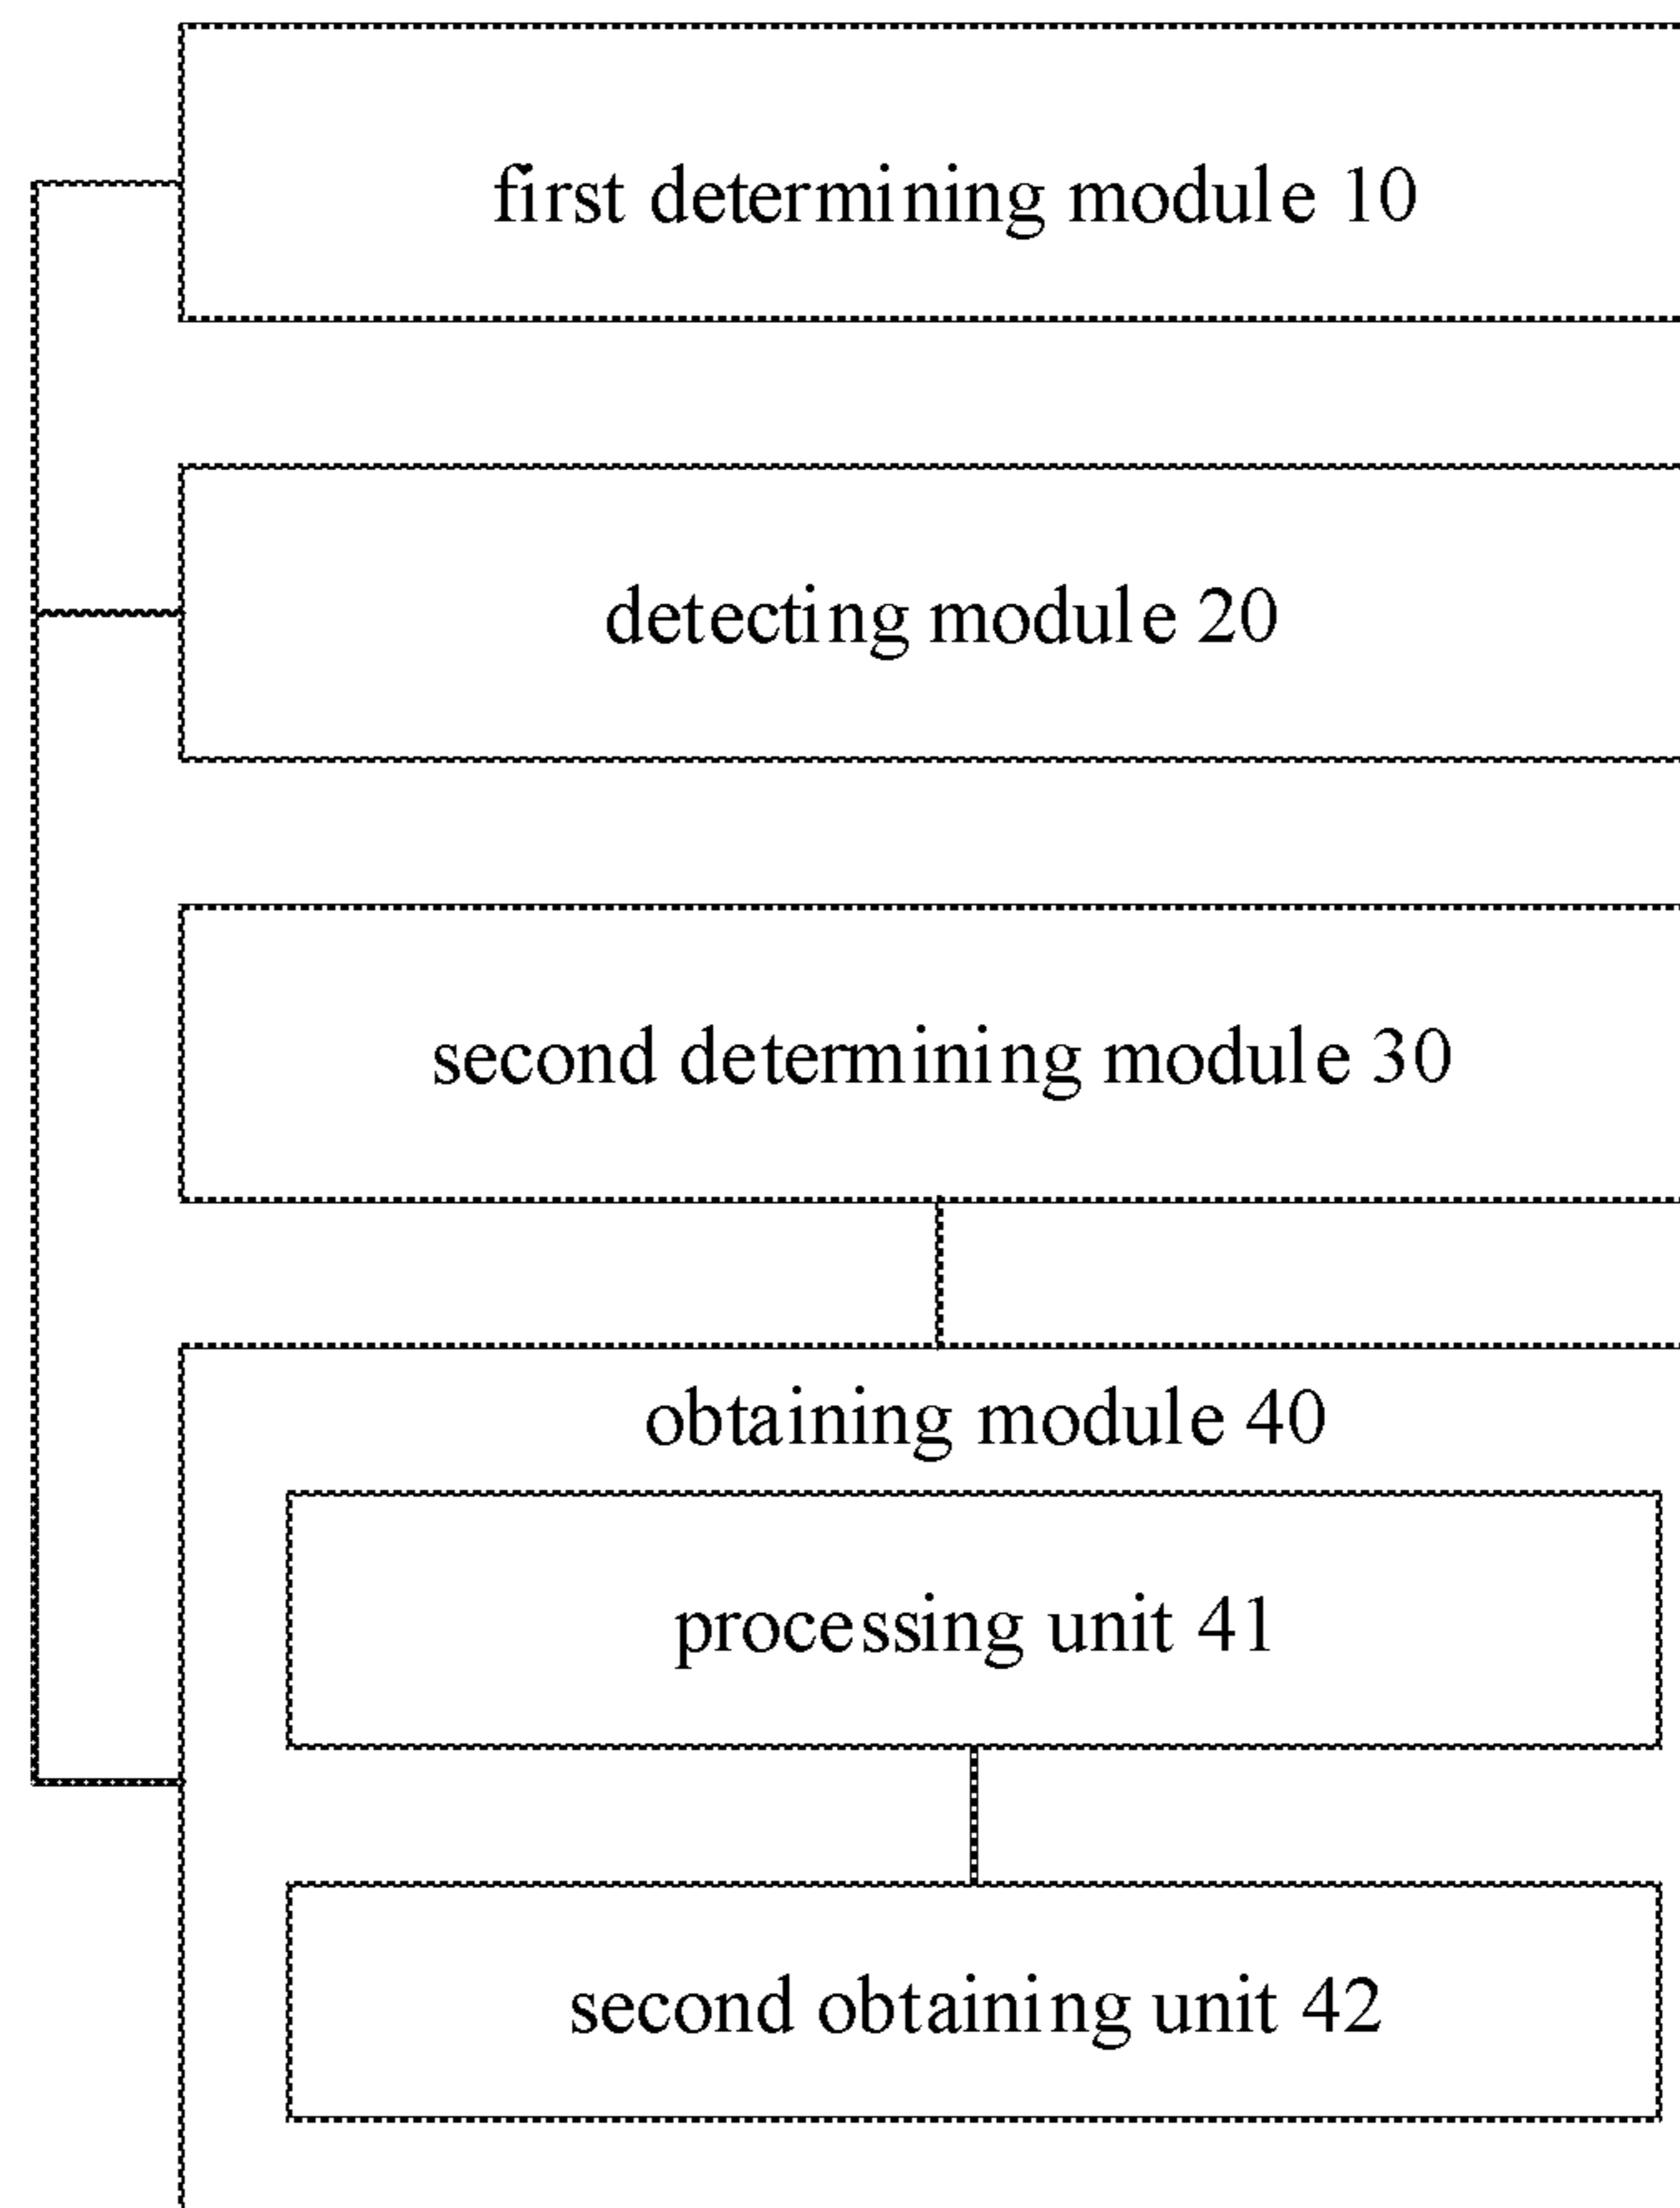 first determining module 10
detecting module 20
second determining module 30
obtaining module 40
processing unit 41
second obtaining unit 42